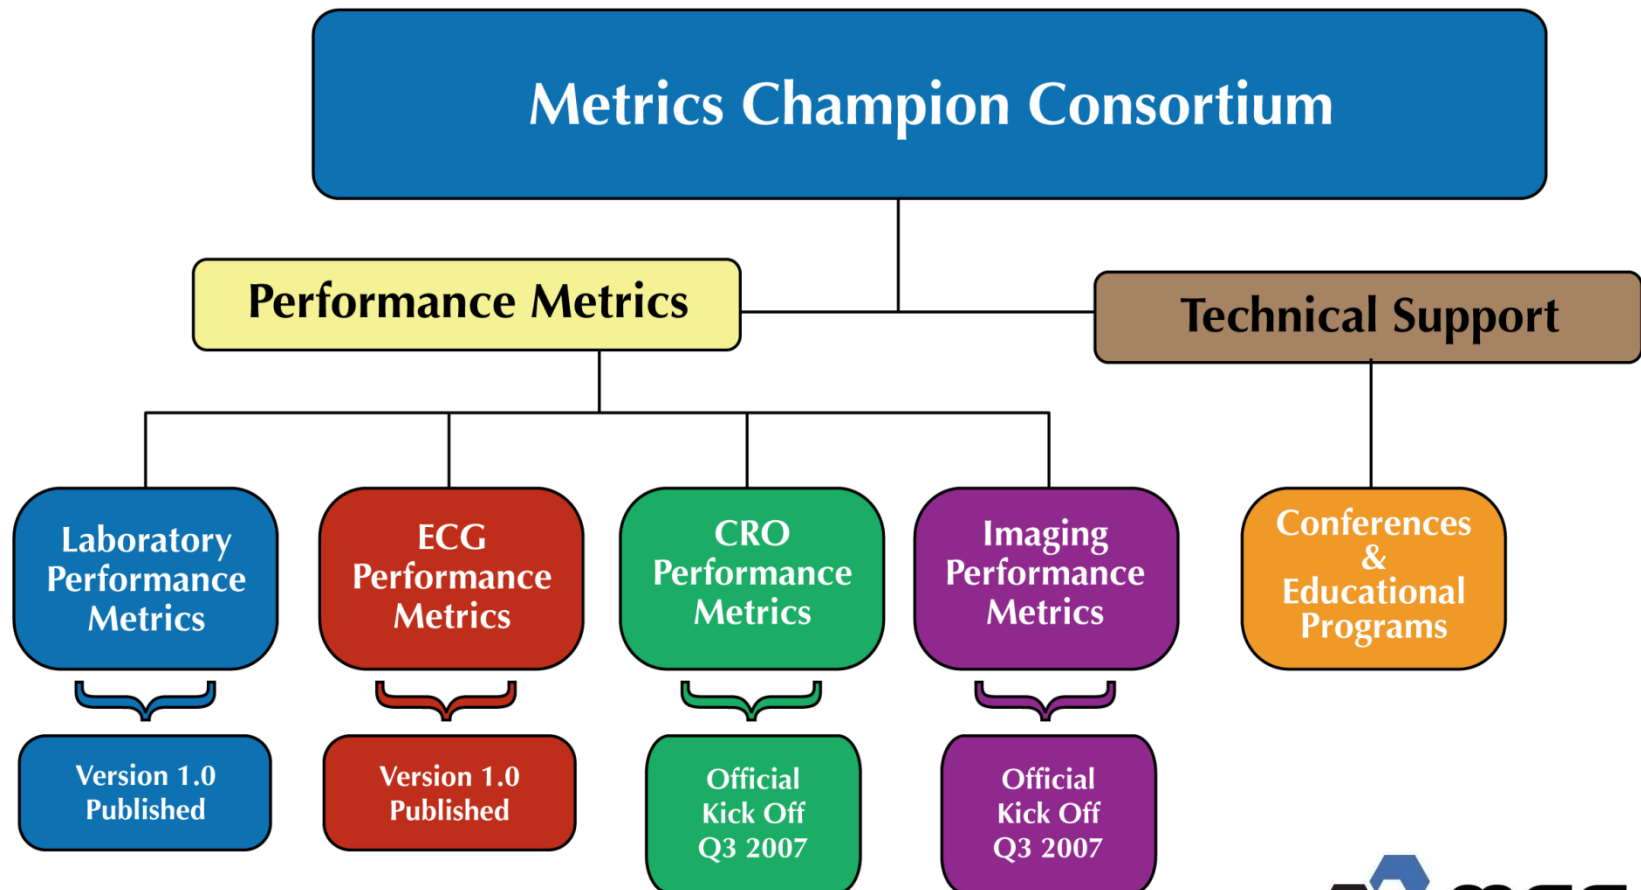 Metrics Champion Consortium
Performance Metrics
Technical Support
Laboratory
Performance
Metrics
ECG
Performance
Metrics
CRO
Performance
Metrics
Imaging
Performance
Metrics
Conferences
&
Educational
Programs
Version 1.0
Published
Version 1.0
Published
Official
Kick Off
Q3 2007
Official
Kick Off
Q3 2007